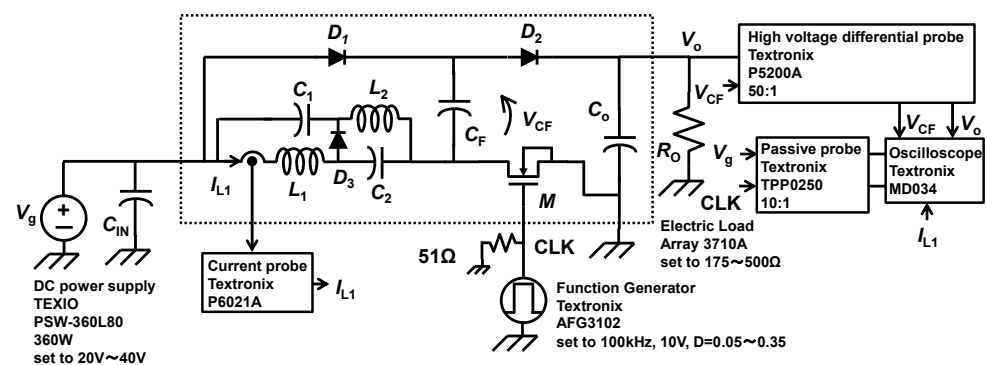 D1
D2
Vo
High voltage differential probe
Textronix
P5200A
50:1
VCF
C1
L2
CF
VCF
Co
RO
VCF
Vo
Vg
Passive probe
Textronix
TPP0250
10:1
Oscilloscope
Textronix
MD034
CLK
IL1
IL1
L1
D3
C2
M
Vg
CIN
Electric Load
Array 3710A
set to 175～500Ω
51Ω
CLK
Current probe
Textronix
P6021A
IL1
DC power supply
TEXIO
PSW-360L80
360W
set to 20V～40V
Function Generator
Textronix
AFG3102
set to 100kHz, 10V, D=0.05～0.35